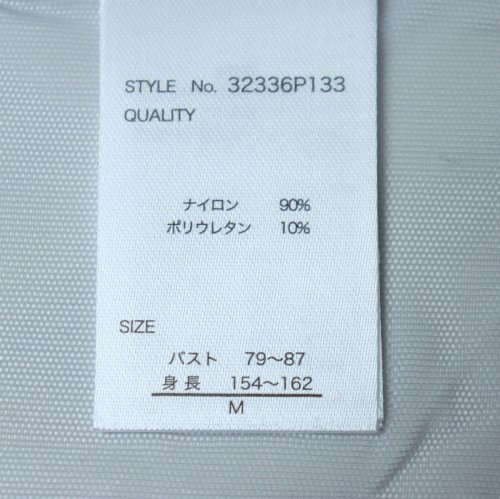 STYLE No. 32336P133
QUALITY
ナイロン 90%
ポリウレタン 10%
SIZE
バスト 79〜87
身長 154〜162
M